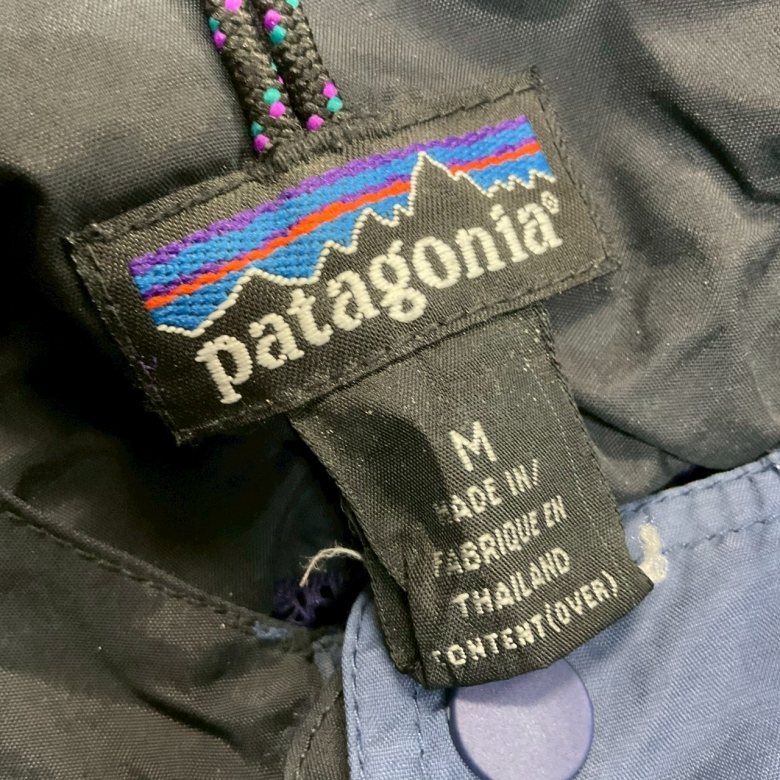 patagonia®
M
MADE IN/
FABRIQUE EN
THAILAND
CONTENT(OVER)